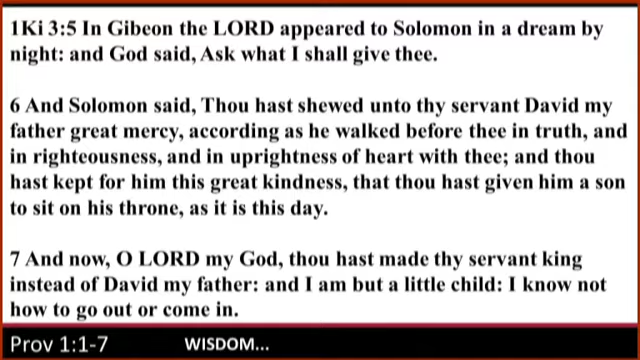 1Ki 3:5 In Gibeon the LORD appeared to Solomon in a dream by
night: and God said, Ask what I shall give thee.
6 And Solomon said, Thou hast shewed unto thy servant David my
father great mercy, according as he walked before thee in truth, and
in righteousness, and in uprightness of heart with thee; and thou
hast kept for him this great kindness, that thou hast given him a son
to sit on his throne, as it is this day.
7 And now, O LORD my God, thou hast made thy servant king
instead of David my father: and I am but a little child: I know not
how to go out or come in.
Prov 1:1-7 WISDOM...